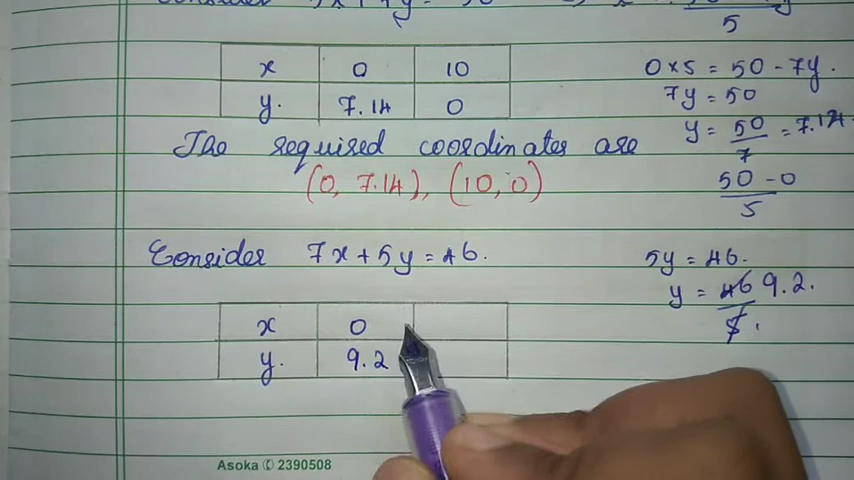 x 0 10
y. 7.14 0
The required coordinates are
(0, 7.14), (10, 0)
0 x 5 = 50 - 7y.
7y = 50
y = 50/7 = 7.14
50 - 0
5
Consider 7x + 5y = 46.
5y = 46.
y = 46/5 9.2.
x 0
y. 9.2
Asoka ✆ 2390508